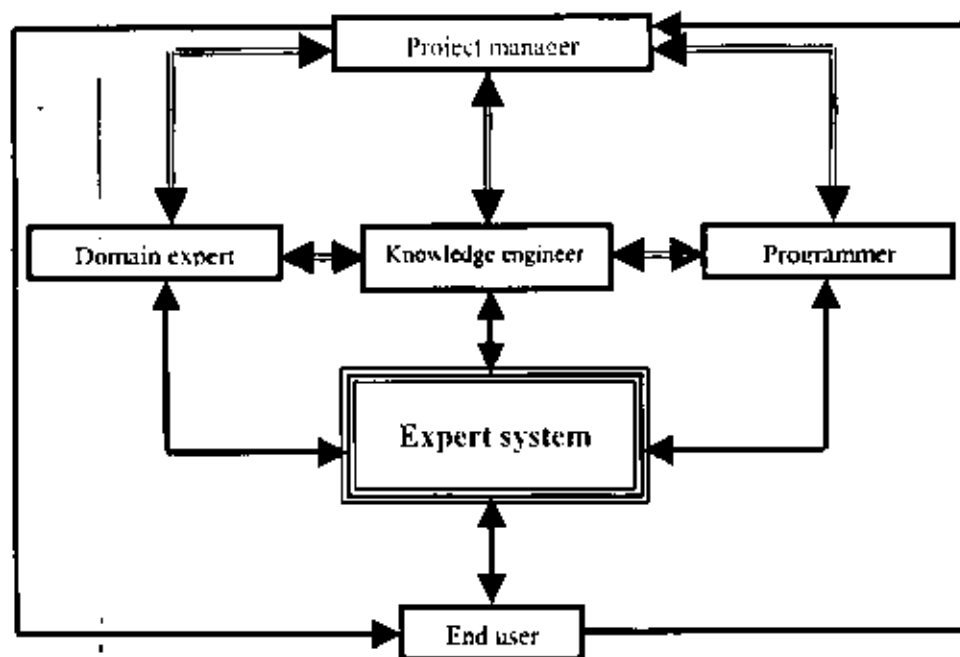 Project manager
Domain expert
Knowledge engineer
Programmer
Expert system
End user